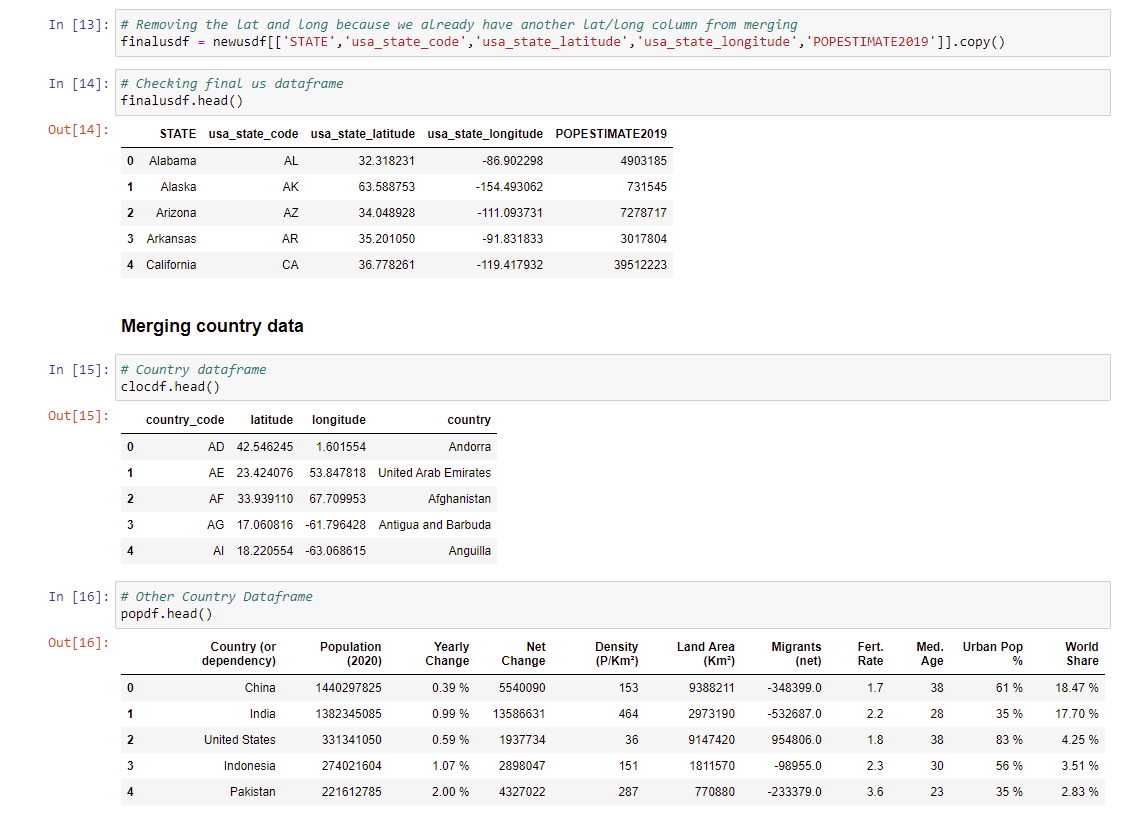 In [13]: # Removing the lat and long because we already have another lat/long column from merging
finalusdf = newusdf[['STATE','usa_state_code','usa_state_latitude','usa_state_longitude','POPESTIMATE2019']].copy()
In [14]: # Checking final us dataframe
finalusdf.head()
Out[14]:
STATE usa_state_code usa_state_latitude usa_state_longitude POPESTIMATE2019
0 Alabama AL 32.318231 -86.902298 4903185
1 Alaska AK 63.588753 -154.493062 731545
2 Arizona AZ 34.048928 -111.093731 7278717
3 Arkansas AR 35.201050 -91.831833 3017804
4 California CA 36.778261 -119.417932 39512223
Merging country data
In [15]: # Country dataframe
clocdf.head()
Out[15]:
country_code latitude longitude country
0 AD 42.546245 1.601554 Andorra
1 AE 23.424076 53.847818 United Arab Emirates
2 AF 33.939110 67.709953 Afghanistan
3 AG 17.060816 -61.796428 Antigua and Barbuda
4 AI 18.220554 -63.068615 Anguilla
In [16]: # Other Country Dataframe
popdf.head()
Out[16]:
Country (or Population Yearly Net Density Land Area Migrants Fert. Med. Urban Pop World
dependency) (2020) Change Change (P/Km²) (Km²) (net) Rate Age % Share
0 China 1440297825 0.39 % 5540090 153 9388211 -348399.0 1.7 38 61 % 18.47 %
1 India 1382345085 0.99 % 13586631 464 2973190 -532687.0 2.2 28 35 % 17.70 %
2 United States 331341050 0.59 % 1937734 36 9147420 954806.0 1.8 38 83 % 4.25 %
3 Indonesia 274021604 1.07 % 2898047 151 1811570 -98955.0 2.3 30 56 % 3.51 %
4 Pakistan 221612785 2.00 % 4327022 287 770880 -233379.0 3.6 23 35 % 2.83 %